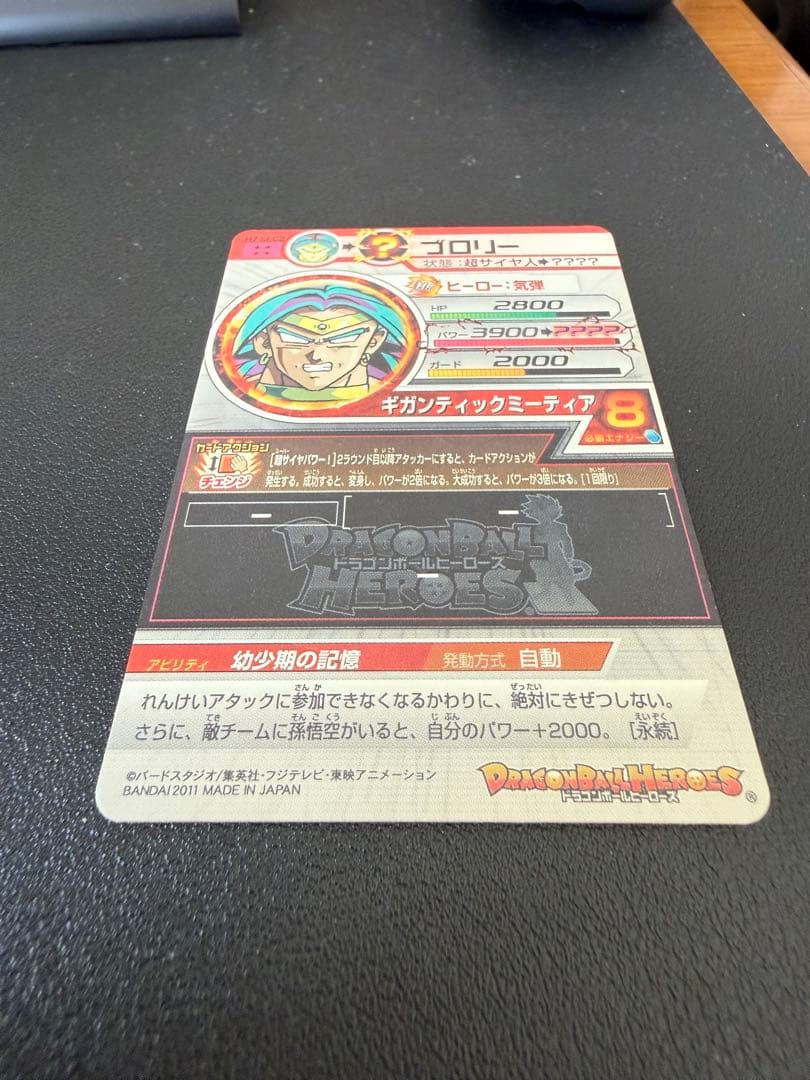 H7-SEC2
ブロリー
状態：超サイヤ人➡????
ヒーロー：気弾
HP 2800
パワー 3900➡????
ガード 2000
ギガンティックミーティア 8
必殺エナジー
カードアクション
チェンジ
[超サイヤパワー！]2ラウンド目以降アタッカーにすると、カードアクションが
発生する。成功すると、変身し、パワーが2倍になる。大成功すると、パワーが3倍になる。[1回限り]
DRAGON BALL
ドラゴンボールヒーローズ
HEROES
アビリティ 幼少期の記憶 発動方式 自動
れんけいアタックに参加できなくなるかわりに、絶対にきぜつしない。
さらに、敵チームに孫悟空がいると、自分のパワー+2000。[永続]
©バードスタジオ/集英社・フジテレビ・東映アニメーション
BANDAI 2011 MADE IN JAPAN
DRAGON BALL HEROES
ドラゴンボールヒーローズ ®